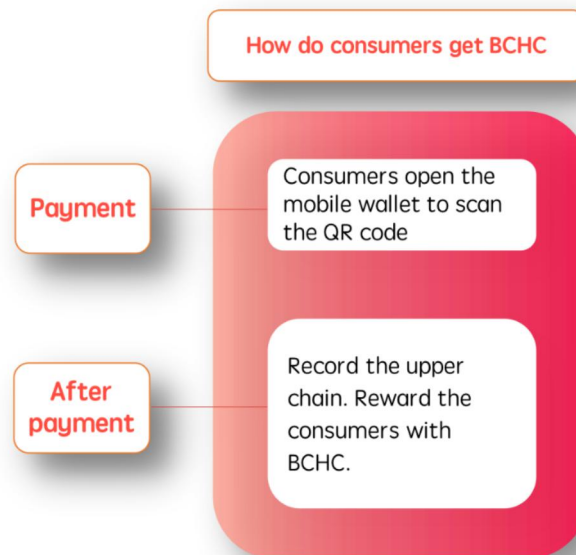 How do consumers get BCHC
Payment
Consumers open the
mobile wallet to scan
the QR code
After
payment
Record the upper
chain. Reward the
consumers with
BCHC.